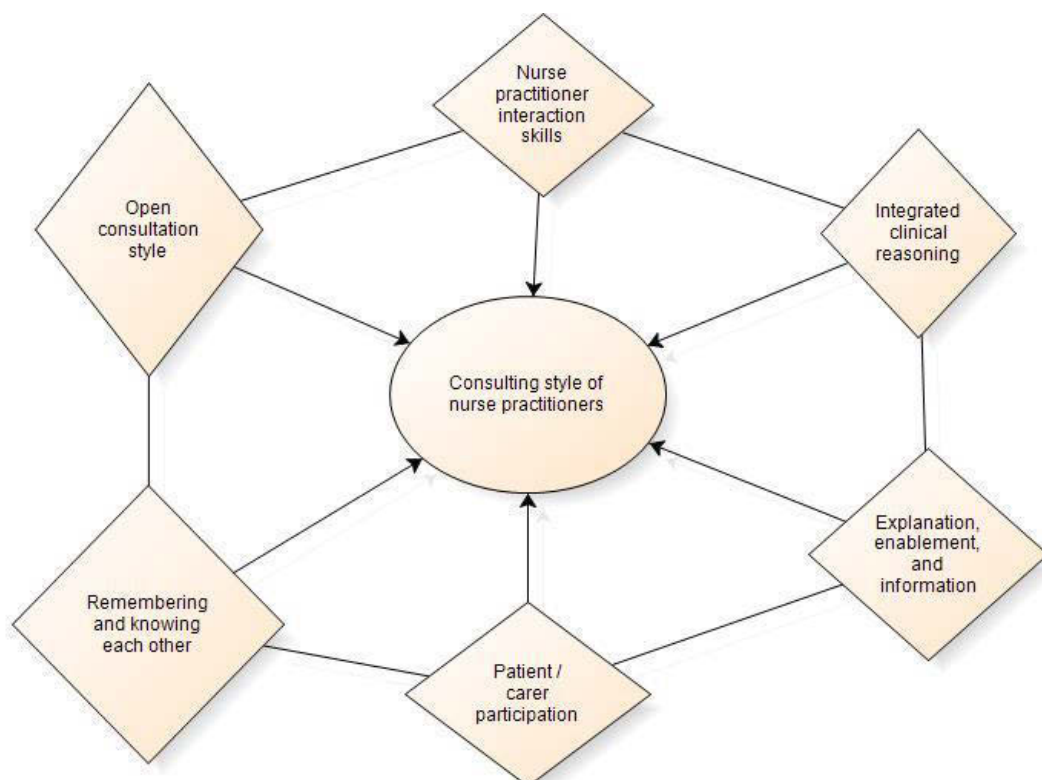 Nurse
practitioner
interaction
skills
Open
consultation
style
Integrated
clinical
reasoning
Consulting style of
nurse practitioners
Explanation,
enablement,
and
information
Remembering
and knowing
each other
Patient /
carer
participation